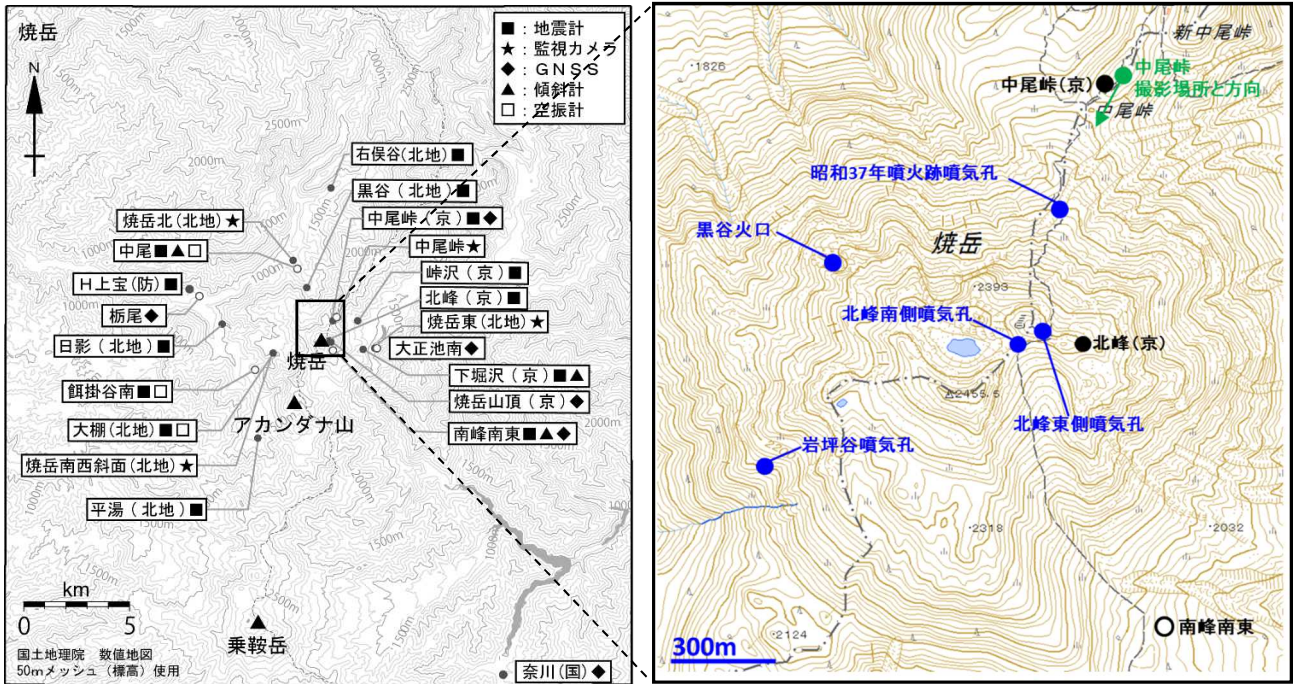 焼岳
N
■：地震計
★：監視カメラ
◆：ＧＮＳＳ
▲：傾斜計
□：空振計
2500m
2000m
右俣谷(北地)■
黒谷（北地）■
1500m
中尾峠（京）■◆
焼岳北(北地)★
中尾■▲□
1000m
中尾峠★
峠沢（京）■
Ｈ上宝(防)■
北峰（京）■
栃尾◆
焼岳東(北地)★
日影（北地）■
大正池南◆
焼岳
下堀沢（京）■▲
餌掛谷南■□
焼岳山頂（京）◆
アカンダナ山
大棚(北地)■□
南峰南東■▲◆
焼岳南西斜面(北地)★
平湯（北地）■
1500m
1000m
2500m
km
0 5
乗鞍岳
国土地理院　数値地図
50mメッシュ（標高）使用
奈川(国)◆
新中尾峠
・1826
中尾峠(京)
中尾峠
撮影場所と方向
中尾峠
昭和37年噴火跡噴気孔
黒谷火口
焼岳
・2393
北峰南側噴気孔
北峰(京)
2455.5
北峰東側噴気孔
岩坪谷噴気孔
・2318
・2032
・2124
南峰南東
300m